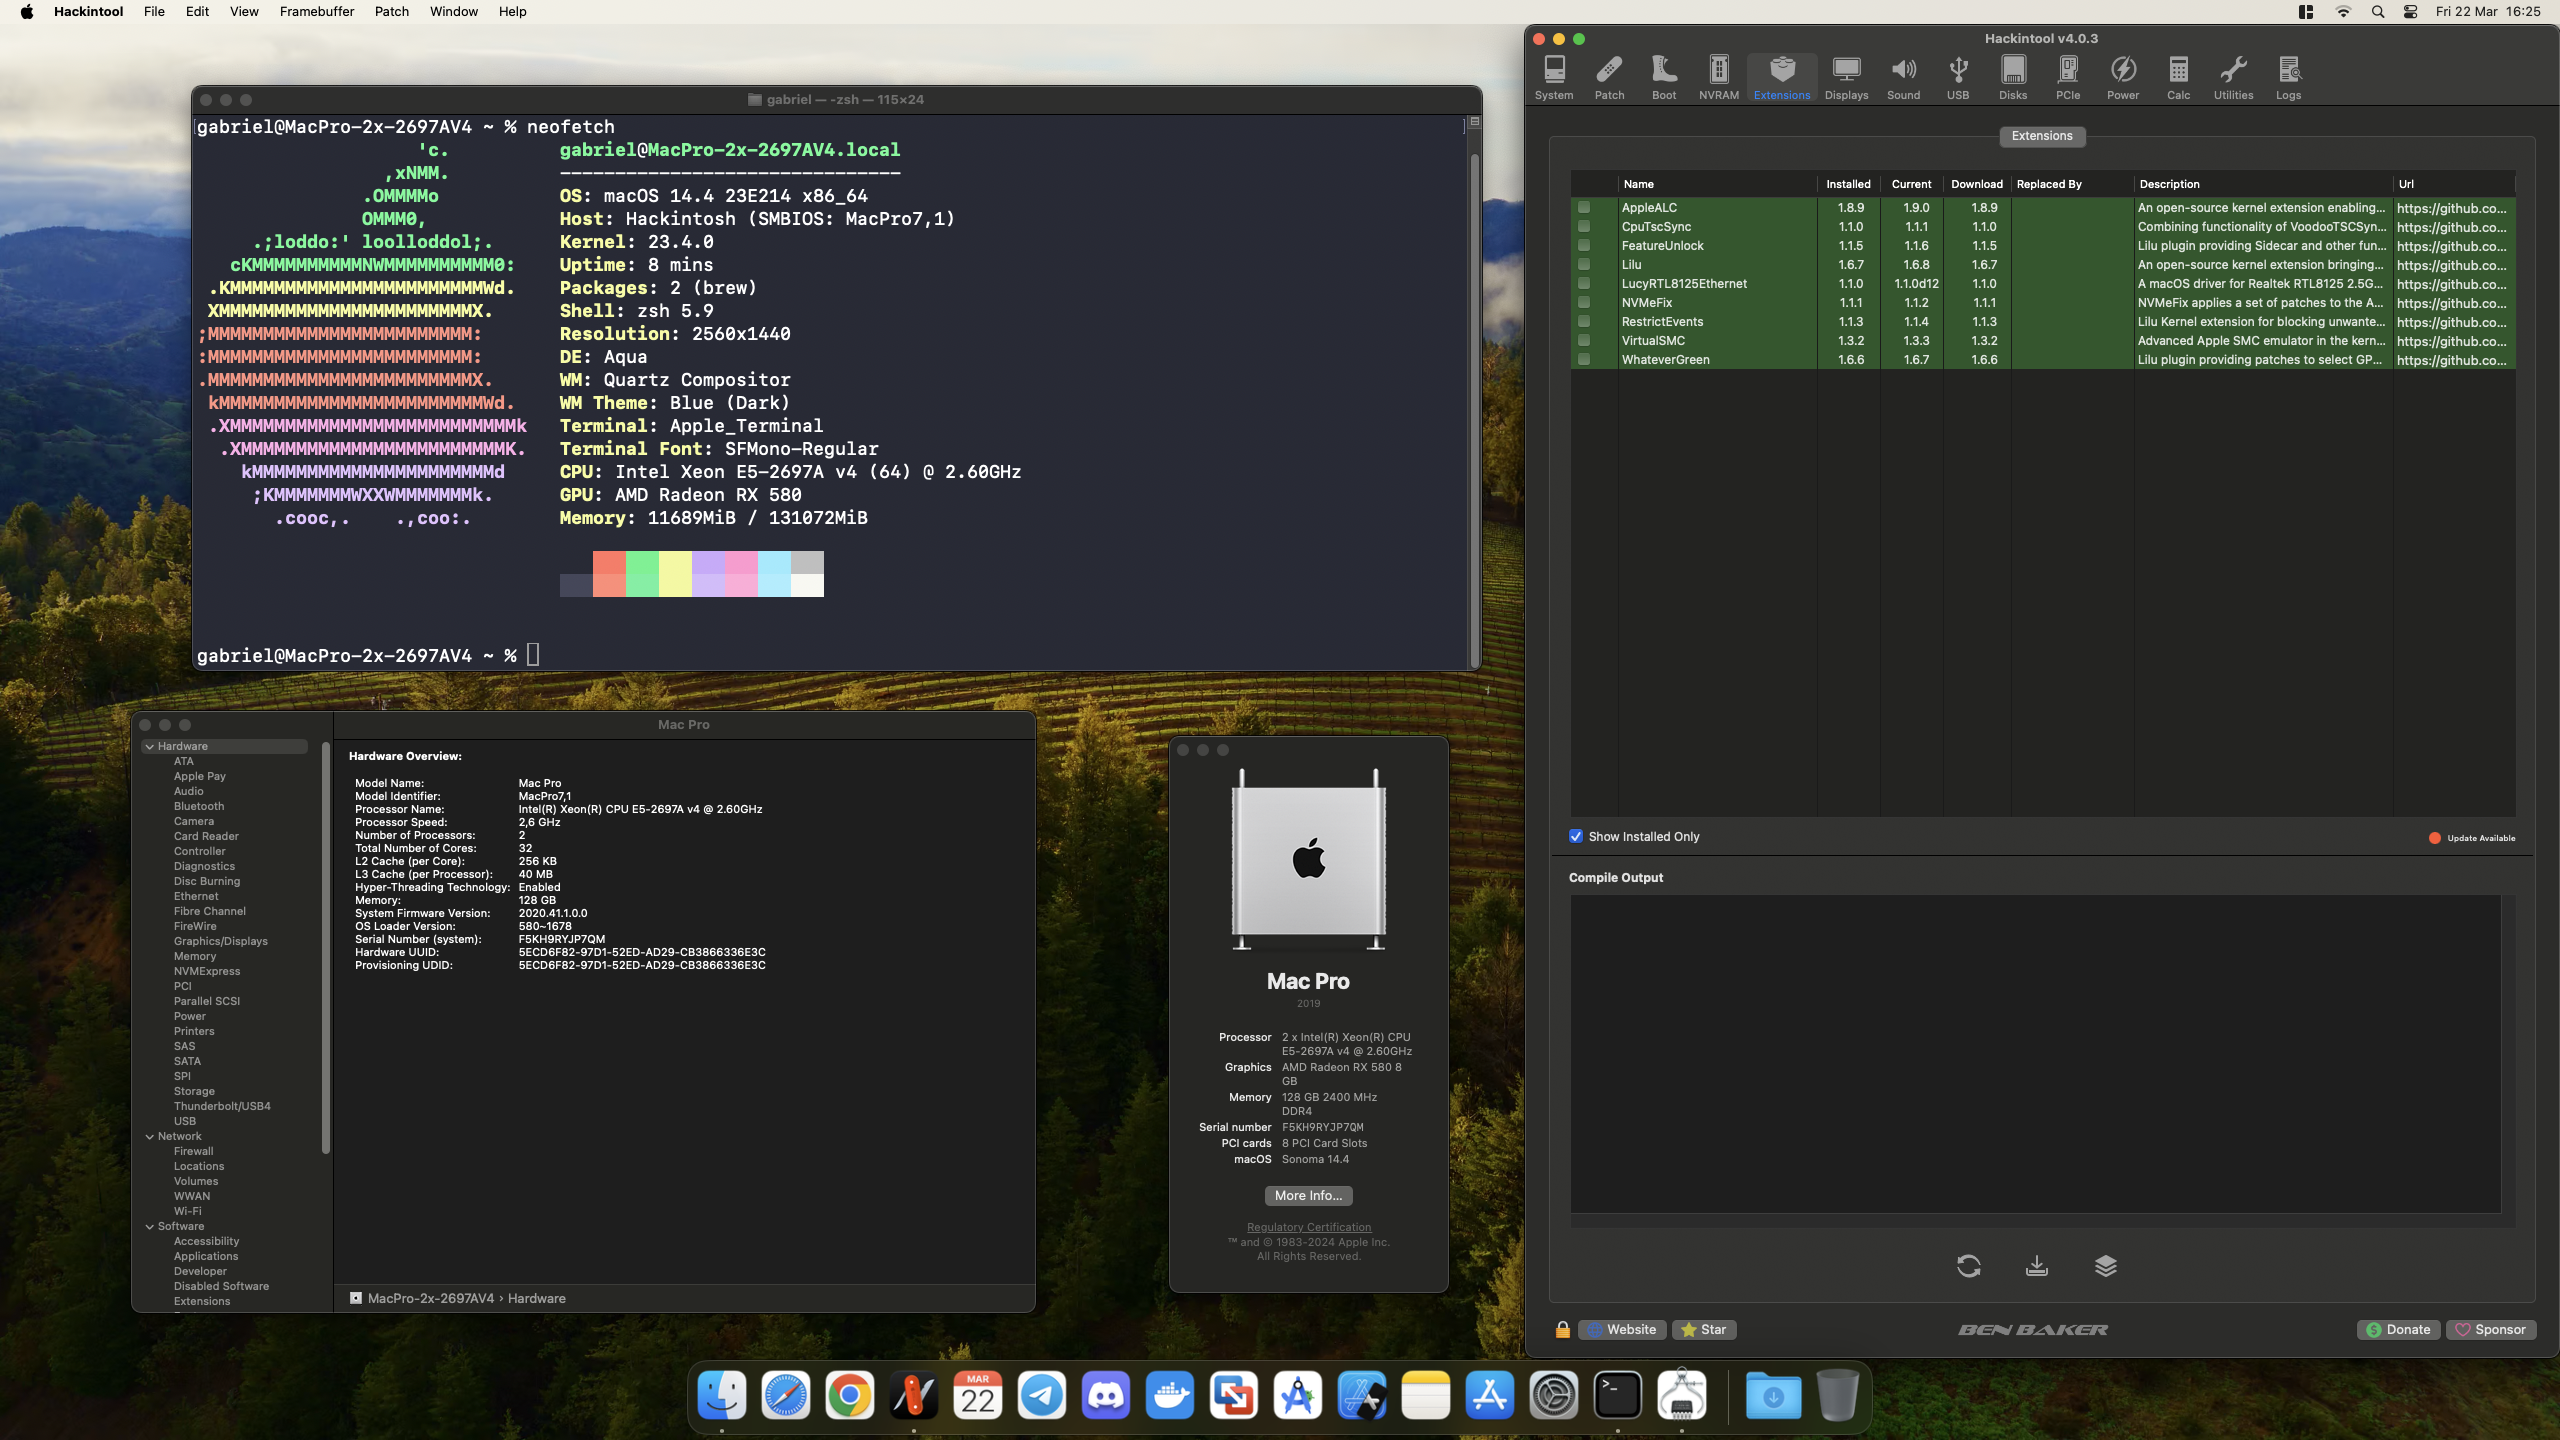 Hackintool File Edit View Framebuffer Patch Window Help
Fri 22 Mar 16:25
gabriel — -zsh — 115×24
gabriel@MacPro-2x-2697AV4 ~ % neofetch
'c. gabriel@MacPro-2x-2697AV4.local
,xNMM. -------------------------------
.OMMMMo OS: macOS 14.4 23E214 x86_64
OMMM0, Host: Hackintosh (SMBIOS: MacPro7,1)
.;loddo:' loolloddol;. Kernel: 23.4.0
cKMMMMMMMMMMNWMMMMMMMMMM0: Uptime: 8 mins
.KMMMMMMMMMMMMMMMMMMMMMMMWd. Packages: 2 (brew)
XMMMMMMMMMMMMMMMMMMMMMMMX. Shell: zsh 5.9
;MMMMMMMMMMMMMMMMMMMMMMMM: Resolution: 2560x1440
:MMMMMMMMMMMMMMMMMMMMMMMM: DE: Aqua
.MMMMMMMMMMMMMMMMMMMMMMMMX. WM: Quartz Compositor
kMMMMMMMMMMMMMMMMMMMMMMMMWd. WM Theme: Blue (Dark)
.XMMMMMMMMMMMMMMMMMMMMMMMMMMk Terminal: Apple_Terminal
.XMMMMMMMMMMMMMMMMMMMMMMMMK. Terminal Font: SFMono-Regular
kMMMMMMMMMMMMMMMMMMMMMMd CPU: Intel Xeon E5-2697A v4 (64) @ 2.60GHz
;KMMMMMMMWXXWMMMMMMMk. GPU: AMD Radeon RX 580
.cooc,. .,coo:. Memory: 11689MiB / 131072MiB
gabriel@MacPro-2x-2697AV4 ~ %
Mac Pro
Hardware
ATA
Apple Pay
Audio
Bluetooth
Camera
Card Reader
Controller
Diagnostics
Disc Burning
Ethernet
Fibre Channel
FireWire
Graphics/Displays
Memory
NVMExpress
PCI
Parallel SCSI
Power
Printers
SAS
SATA
SPI
Storage
Thunderbolt/USB4
USB
Network
Firewall
Locations
Volumes
WWAN
Wi-Fi
Software
Accessibility
Applications
Developer
Disabled Software
Extensions
Hardware Overview:
Model Name: Mac Pro
Model Identifier: MacPro7,1
Processor Name: Intel(R) Xeon(R) CPU E5-2697A v4 @ 2.60GHz
Processor Speed: 2,6 GHz
Number of Processors: 2
Total Number of Cores: 32
L2 Cache (per Core): 256 KB
L3 Cache (per Processor): 40 MB
Hyper-Threading Technology: Enabled
Memory: 128 GB
System Firmware Version: 2020.41.1.0.0
OS Loader Version: 580~1678
Serial Number (system): F5KH9RYJP7QM
Hardware UUID: 5ECD6F82-97D1-52ED-AD29-CB3866336E3C
Provisioning UDID: 5ECD6F82-97D1-52ED-AD29-CB3866336E3C
MacPro-2x-2697AV4 › Hardware
Mac Pro
2019
Processor 2 x Intel(R) Xeon(R) CPU
E5-2697A v4 @ 2.60GHz
Graphics AMD Radeon RX 580 8
GB
Memory 128 GB 2400 MHz
DDR4
Serial number F5KH9RYJP7QM
PCI cards 8 PCI Card Slots
macOS Sonoma 14.4
More Info...
Regulatory Certification
™ and © 1983-2024 Apple Inc.
All Rights Reserved.
Hackintool v4.0.3
System Patch Boot NVRAM Extensions Displays Sound USB Disks PCIe Power Calc Utilities Logs
Extensions
Name Installed Current Download Replaced By Description Url
AppleALC 1.8.9 1.9.0 1.8.9 An open-source kernel extension enabling... https://github.co...
CpuTscSync 1.1.0 1.1.1 1.1.0 Combining functionality of VoodooTSCSyn... https://github.co...
FeatureUnlock 1.1.5 1.1.6 1.1.5 Lilu plugin providing Sidecar and other fun... https://github.co...
Lilu 1.6.7 1.6.8 1.6.7 An open-source kernel extension bringing... https://github.co...
LucyRTL8125Ethernet 1.1.0 1.1.0d12 1.1.0 A macOS driver for Realtek RTL8125 2.5G... https://github.co...
NVMeFix 1.1.1 1.1.2 1.1.1 NVMeFix applies a set of patches to the A... https://github.co...
RestrictEvents 1.1.3 1.1.4 1.1.3 Lilu Kernel extension for blocking unwante... https://github.co...
VirtualSMC 1.3.2 1.3.3 1.3.2 Advanced Apple SMC emulator in the kern... https://github.co...
WhateverGreen 1.6.6 1.6.7 1.6.6 Lilu plugin providing patches to select GP... https://github.co...
Show Installed Only
Update Available
Compile Output
Website Star BEN BAKER Donate Sponsor
MAR
22